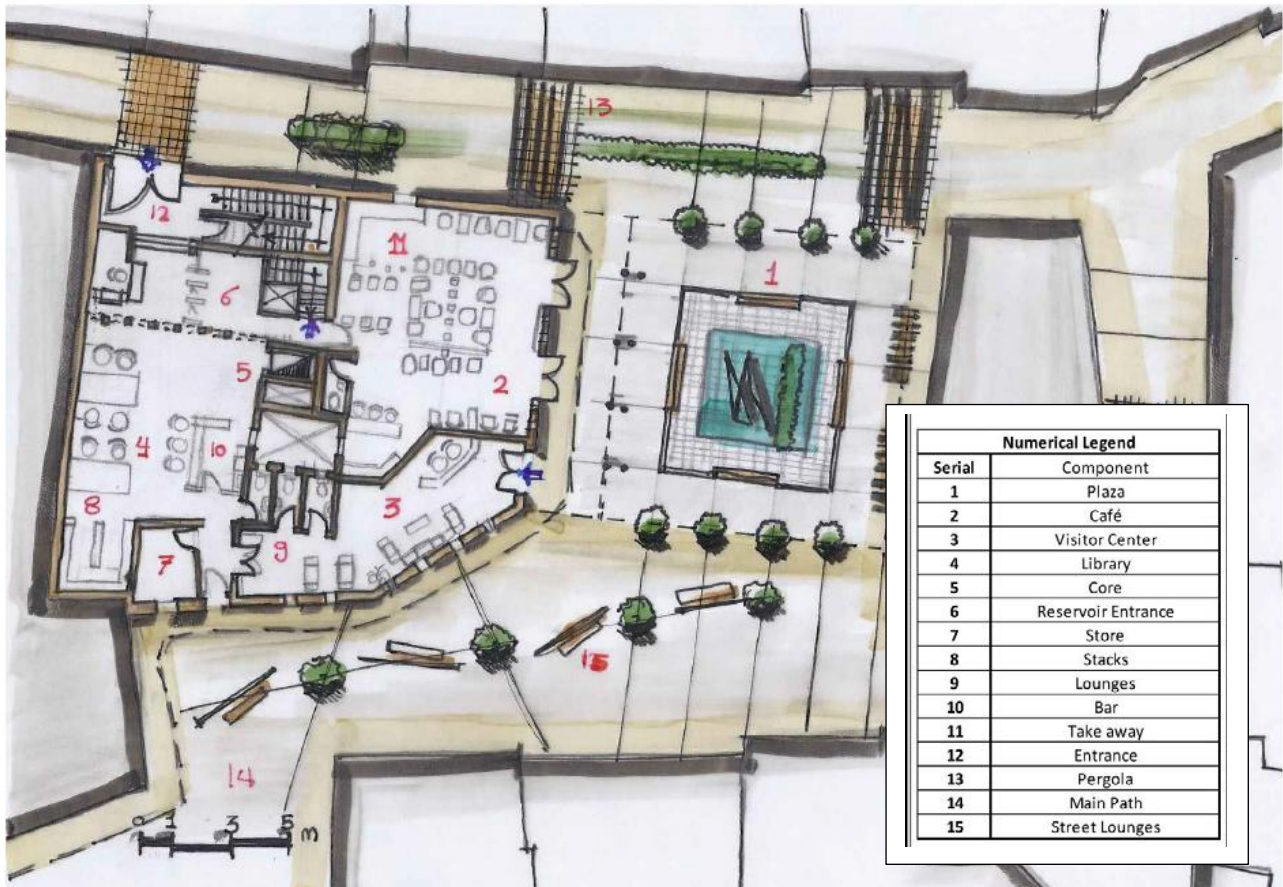 13
12
11
1
6
5
2
4
10
3
8
9
7
15
14
0 1 3 5 m
Numerical Legend
Serial Component
1 Plaza
2 Café
3 Visitor Center
4 Library
5 Core
6 Reservoir Entrance
7 Store
8 Stacks
9 Lounges
10 Bar
11 Take away
12 Entrance
13 Pergola
14 Main Path
15 Street Lounges